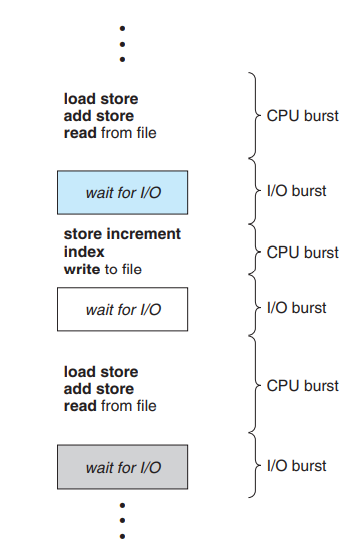 load store
add store
read from file
CPU burst
wait for I/O
I/O burst
store increment
index
write to file
CPU burst
wait for I/O
I/O burst
load store
add store
read from file
CPU burst
wait for I/O
I/O burst